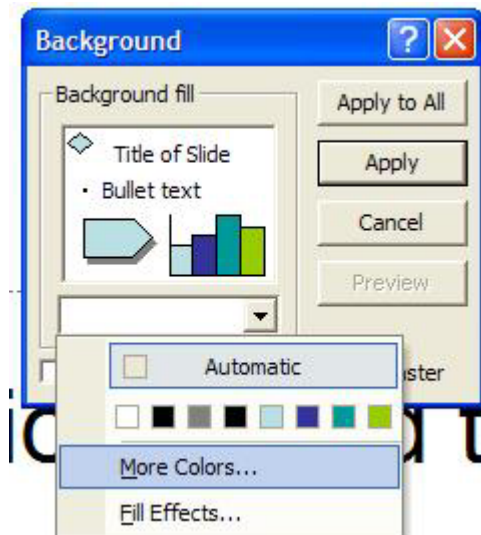 Background
Background fill
Apply to All
Title of Slide
Apply
• Bullet text
Cancel
Preview
Automatic
More Colors...
Fill Effects...